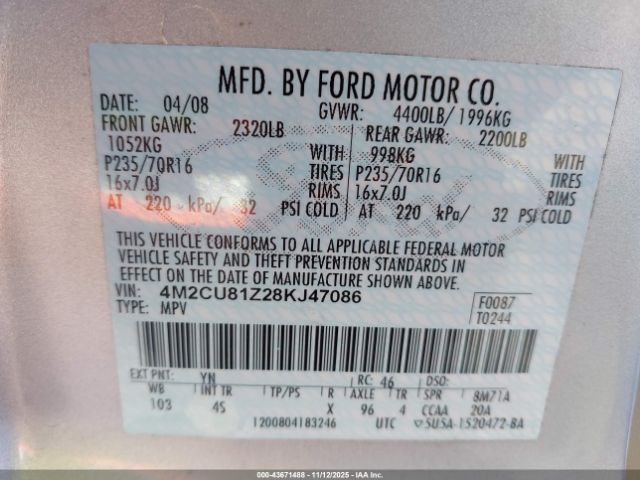 MFD. BY FORD MOTOR CO.
DATE: 04/08 GVWR: 4400LB/1996KG
FRONT GAWR: 2320LB REAR GAWR: 2200LB
1052KG WITH 998KG WITH
P235/70R16 TIRES P235/70R16 TIRES
16x7.0J RIMS 16x7.0J RIMS
AT 220 kPa/ 32 PSI COLD AT 220 kPa/ 32 PSI COLD
THIS VEHICLE CONFORMS TO ALL APPLICABLE FEDERAL MOTOR
VEHICLE SAFETY AND THEFT PREVENTION STANDARDS IN
EFFECT ON THE DATE OF MANUFACTURE SHOWN ABOVE.
VIN: 4M2CU81Z28KJ47086 F0087
TYPE: MPV T0244
EXT PNT: YN RC: 46 DSO:
WB INT TR TP/PS R AXLE TR SPR 8M71A
103 4S X 96 4 CCAA 20A
1200804183246 UTC ▽5U5A-1520472-BA
000-43671488 - 11/12/2025 - IAA Inc. Copyright